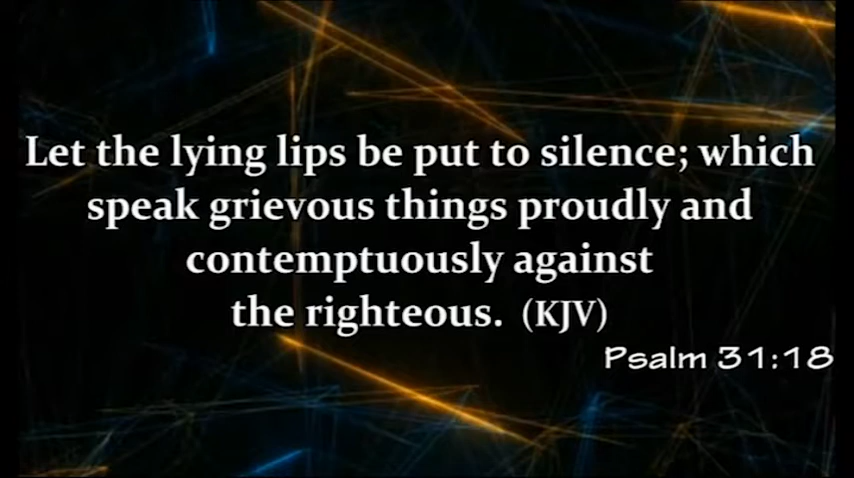 Let the lying lips be put to silence; which
speak grievous things proudly and
contemptuously against
the righteous. (KJV)
Psalm 31:18